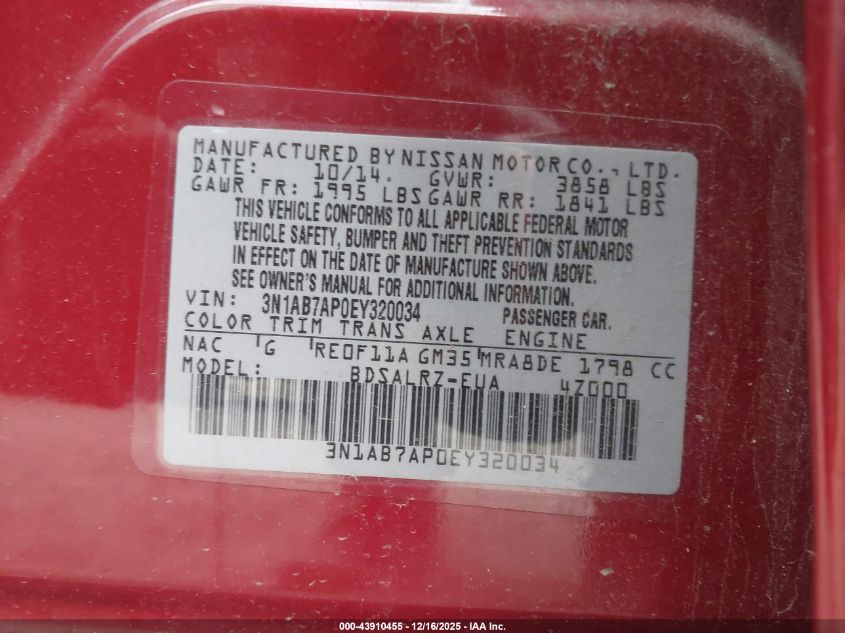 MANUFACTURED BY NISSAN MOTOR CO., LTD.
DATE: 10/14. GVWR: 3858 LBS
GAWR FR: 1995 LBS GAWR RR: 1841 LBS
THIS VEHICLE CONFORMS TO ALL APPLICABLE FEDERAL MOTOR
VEHICLE SAFETY, BUMPER AND THEFT PREVENTION STANDARDS
IN EFFECT ON THE DATE OF MANUFACTURE SHOWN ABOVE.
SEE OWNER'S MANUAL FOR ADDITIONAL INFORMATION.
VIN: 3N1AB7AP0EY320034 PASSENGER CAR.
COLOR TRIM TRANS AXLE ENGINE
NAC G RE0F11A GM35 MRA8DE 1798 CC
MODEL: BDSALRZ-EUA 4Z000
3N1AB7AP0EY320034
000-43910455 - 12/16/2025 - IAA Inc.